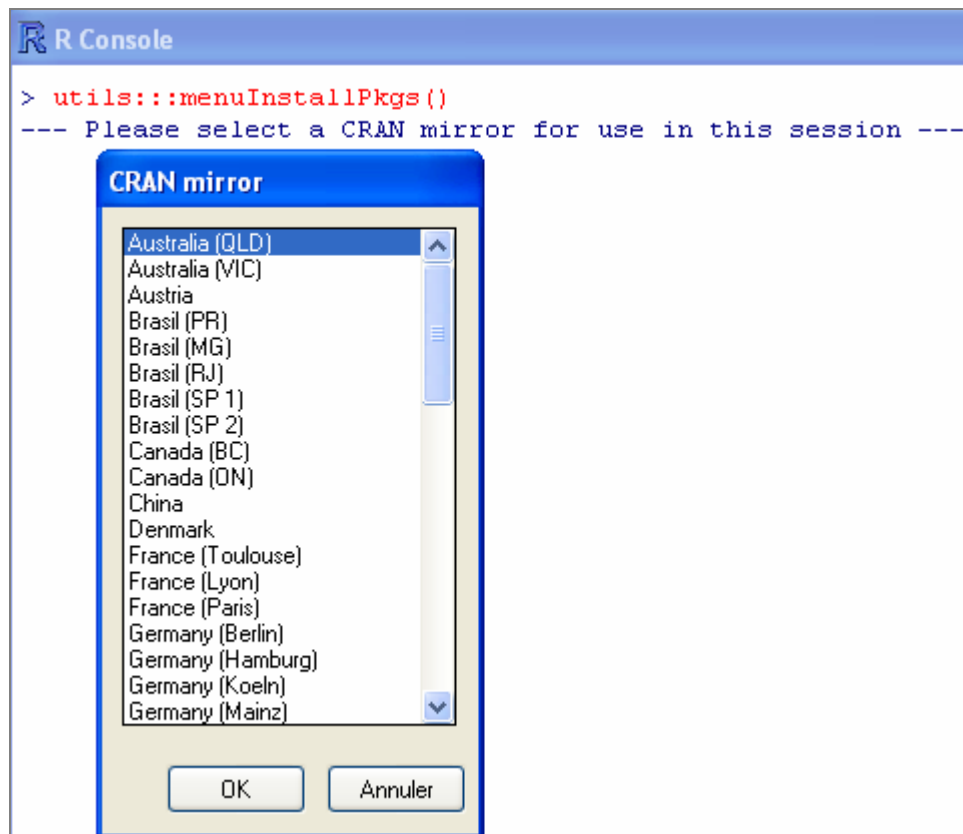 R Console
> utils:::menuInstallPkgs()
--- Please select a CRAN mirror for use in this session ---
CRAN mirror
Australia (QLD)
Australia (VIC)
Austria
Brasil (PR)
Brasil (MG)
Brasil (RJ)
Brasil (SP 1)
Brasil (SP 2)
Canada (BC)
Canada (ON)
China
Denmark
France (Toulouse)
France (Lyon)
France (Paris)
Germany (Berlin)
Germany (Hamburg)
Germany (Koeln)
Germany (Mainz)
OK
Annuler